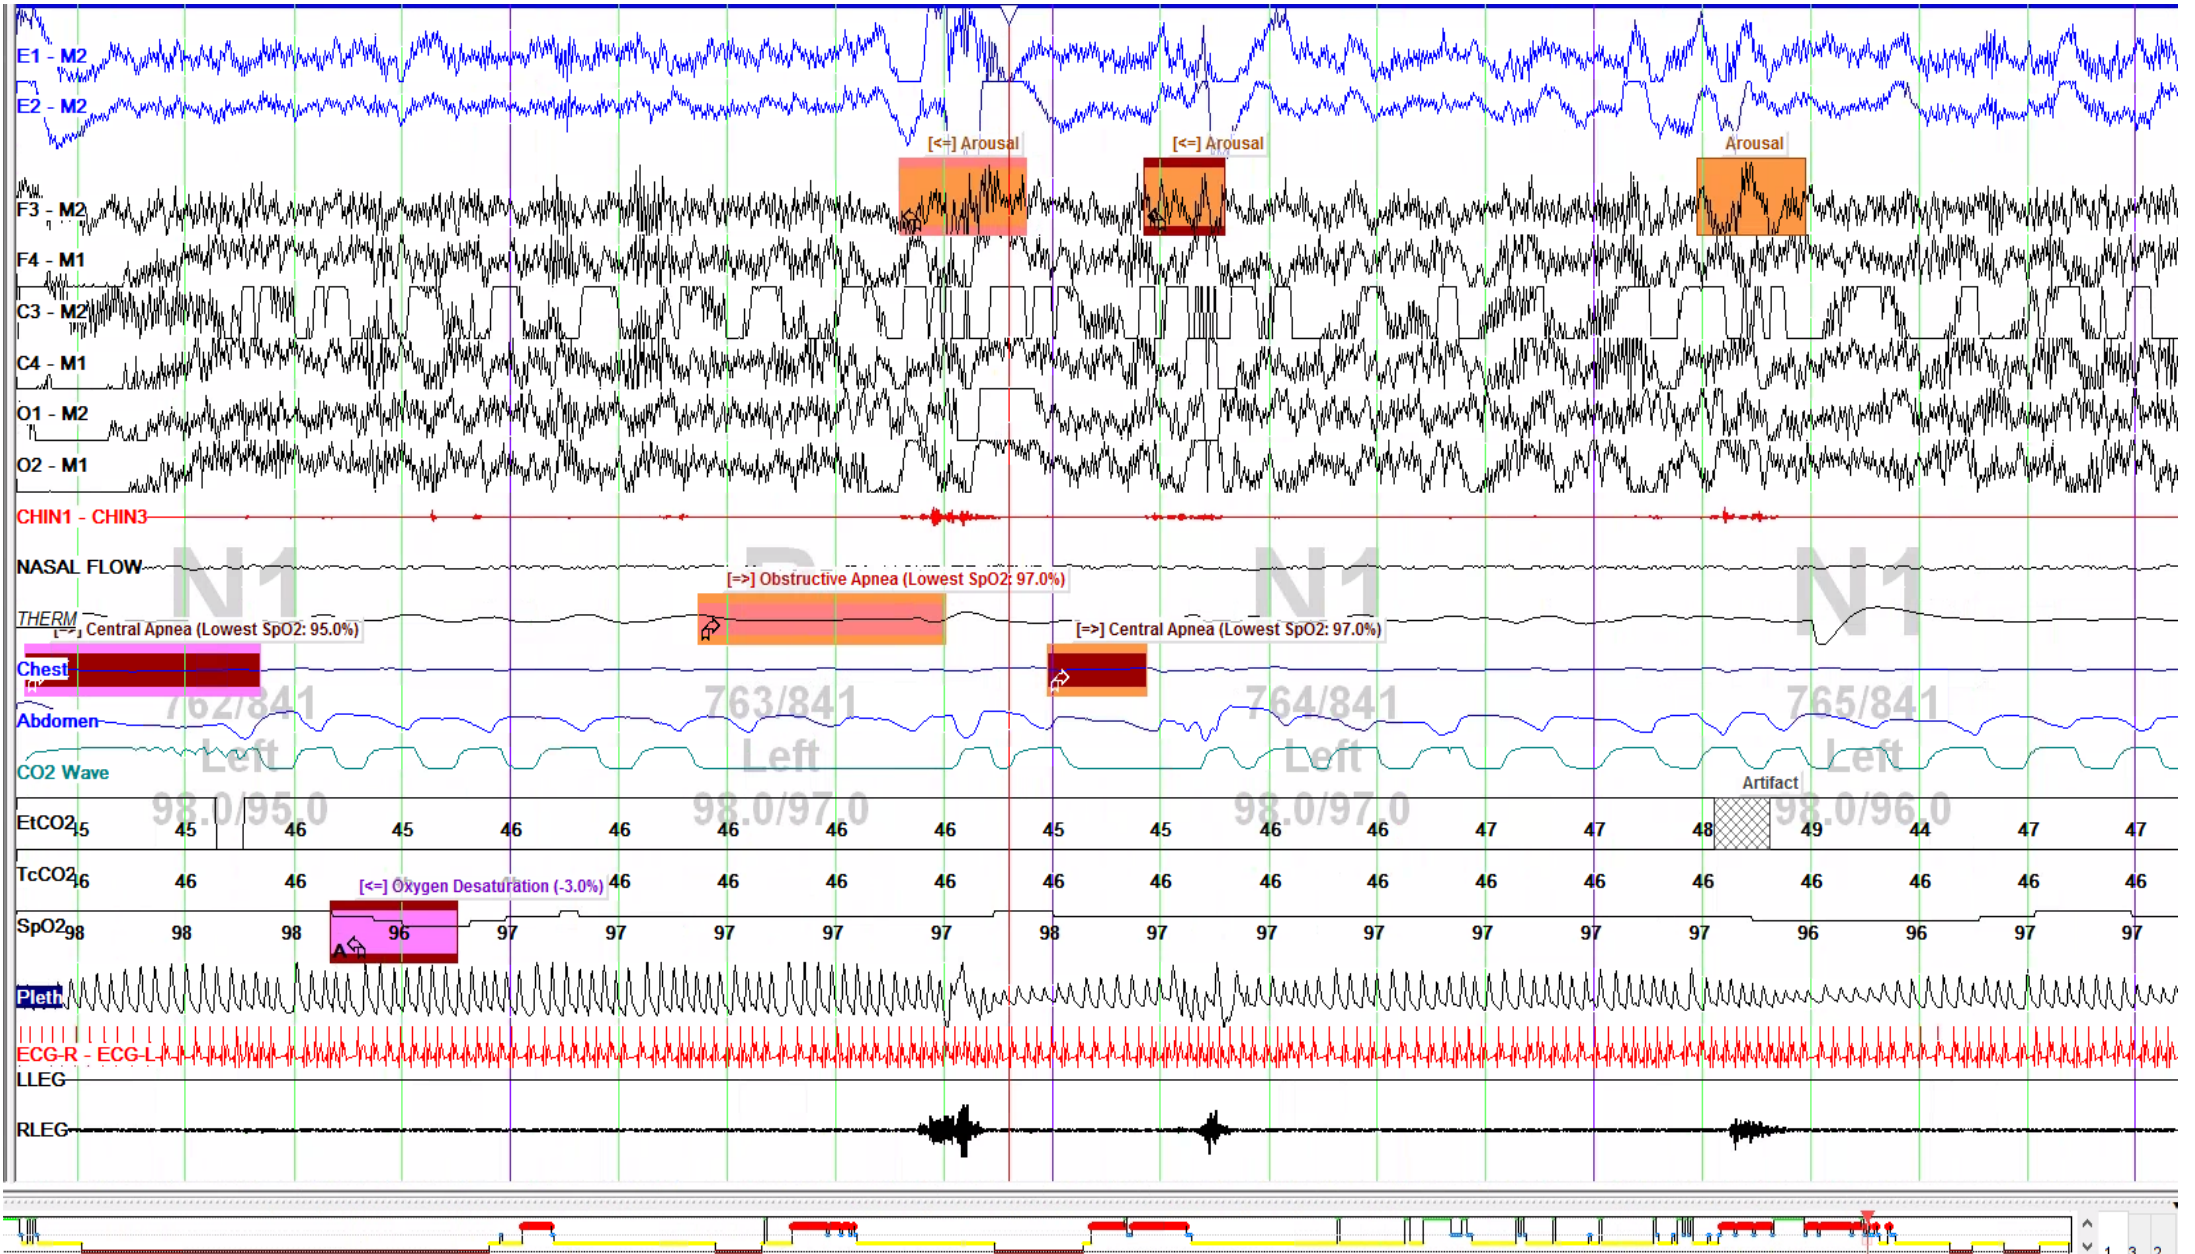 E1 - M2
E2 - M2
[<=] Arousal [<=] Arousal Arousal
F3 - M2
F4 - M1
C3 - M2
C4 - M1
O1 - M2
O2 - M1
CHIN1 - CHIN3
NASAL FLOW
N1 R N1 N1
[=>] Obstructive Apnea (Lowest SpO2: 97.0%)
THERM
[=>] Central Apnea (Lowest SpO2: 95.0%) [=>] Central Apnea (Lowest SpO2: 97.0%)
Chest
762/841 763/841 764/841 765/841
Abdomen
Left Left Left Left
CO2 Wave
Artifact
98.0/95.0 98.0/97.0 98.0/97.0 98.0/96.0
EtCO2 45 46 45 46 46 46 46 46 45 45 46 46 47 47 48 49 44 47 47
TcCO2 46 46 46 46 46 46 46 46 46 46 46 46 46 46 46 46 46
[<=] Oxygen Desaturation (-3.0%)
SpO2 98 98 98 96 97 97 97 97 97 98 97 97 97 97 97 97 96 96 97 97
A
Pleth
ECG-R - ECG-L
LLEG
RLEG
1 3 2